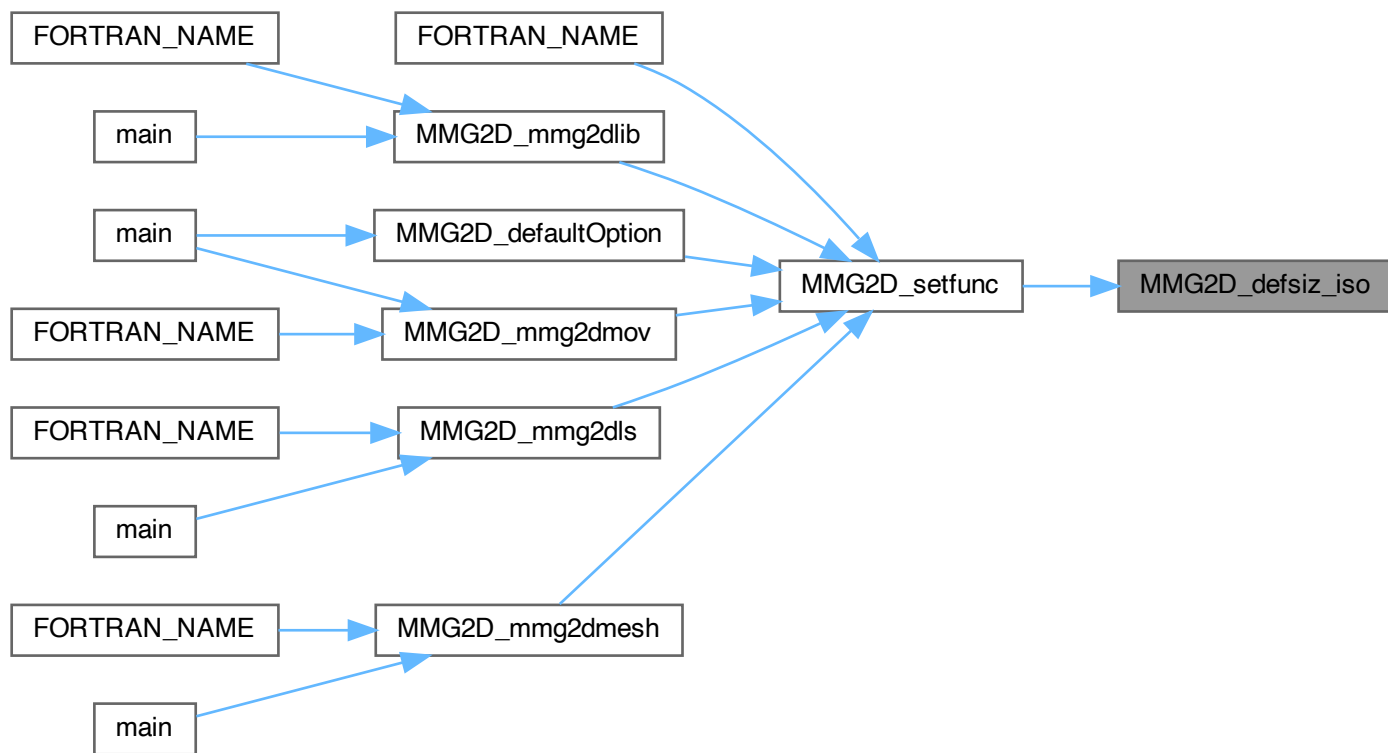 FORTRAN_NAME
FORTRAN_NAME
main
MMG2D_mmg2dlib
main
MMG2D_defaultOption
MMG2D_setfunc
MMG2D_defsiz_iso
FORTRAN_NAME
MMG2D_mmg2dmov
FORTRAN_NAME
MMG2D_mmg2dls
main
FORTRAN_NAME
MMG2D_mmg2dmesh
main